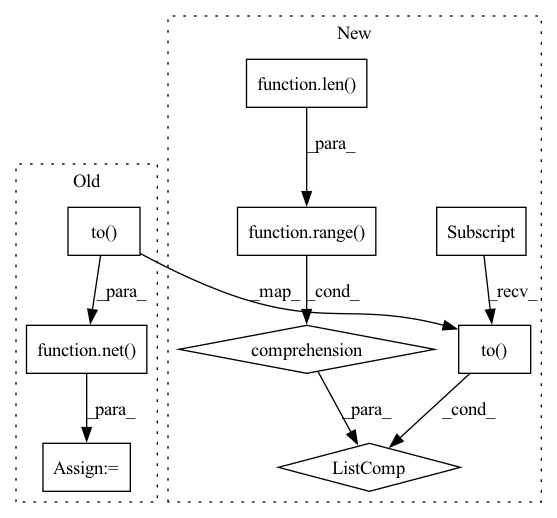 New
function.len()
_para_
Old
to()
function.range()
Subscript
_para_
_map_
_cond_
_recv_
function.net()
comprehension
to()
_para_
_para_
_cond_
Assign:=
ListComp